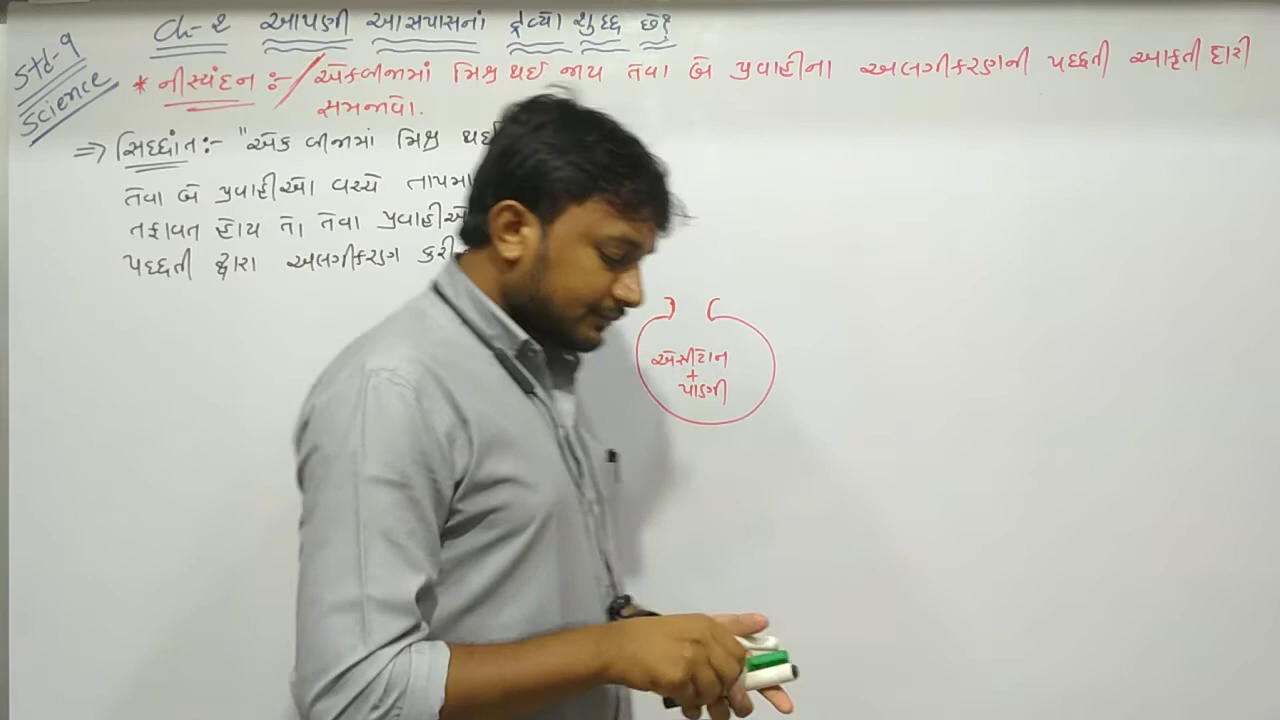 Std-9
Science
Ch-2 આપણી આસપાસનાં દ્રવ્યો શુદ્ધ છે?
* નીસ્યંદન :- / એકબીજામાં મિશ્ર થઈ જાય તેવા બે પ્રવાહીના અલગીકરણની પદ્ધતી આકૃતી દોરી
સમજાવો.
⇒ સિદ્ધાંત:- "એક બીજામાં મિશ્ર થઈ
તેવા બે પ્રવાહીઓ વચ્ચે તાપમા
તફાવત હોય તો તેવા પ્રવાહીઓ
પદ્ધતી દ્વારા અલગીકરણ કરી
એસીટોન
+
પાણી